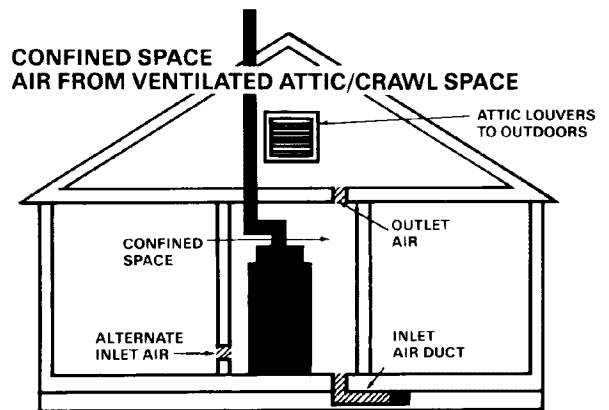 CONFINED SPACE
AIR FROM VENTILATED ATTIC/CRAWL SPACE
ATTIC LOUVERS
TO OUTDOORS
OUTLET
AIR
CONFINED
SPACE
ALTERNATE
INLET AIR
INLET
AIR DUCT